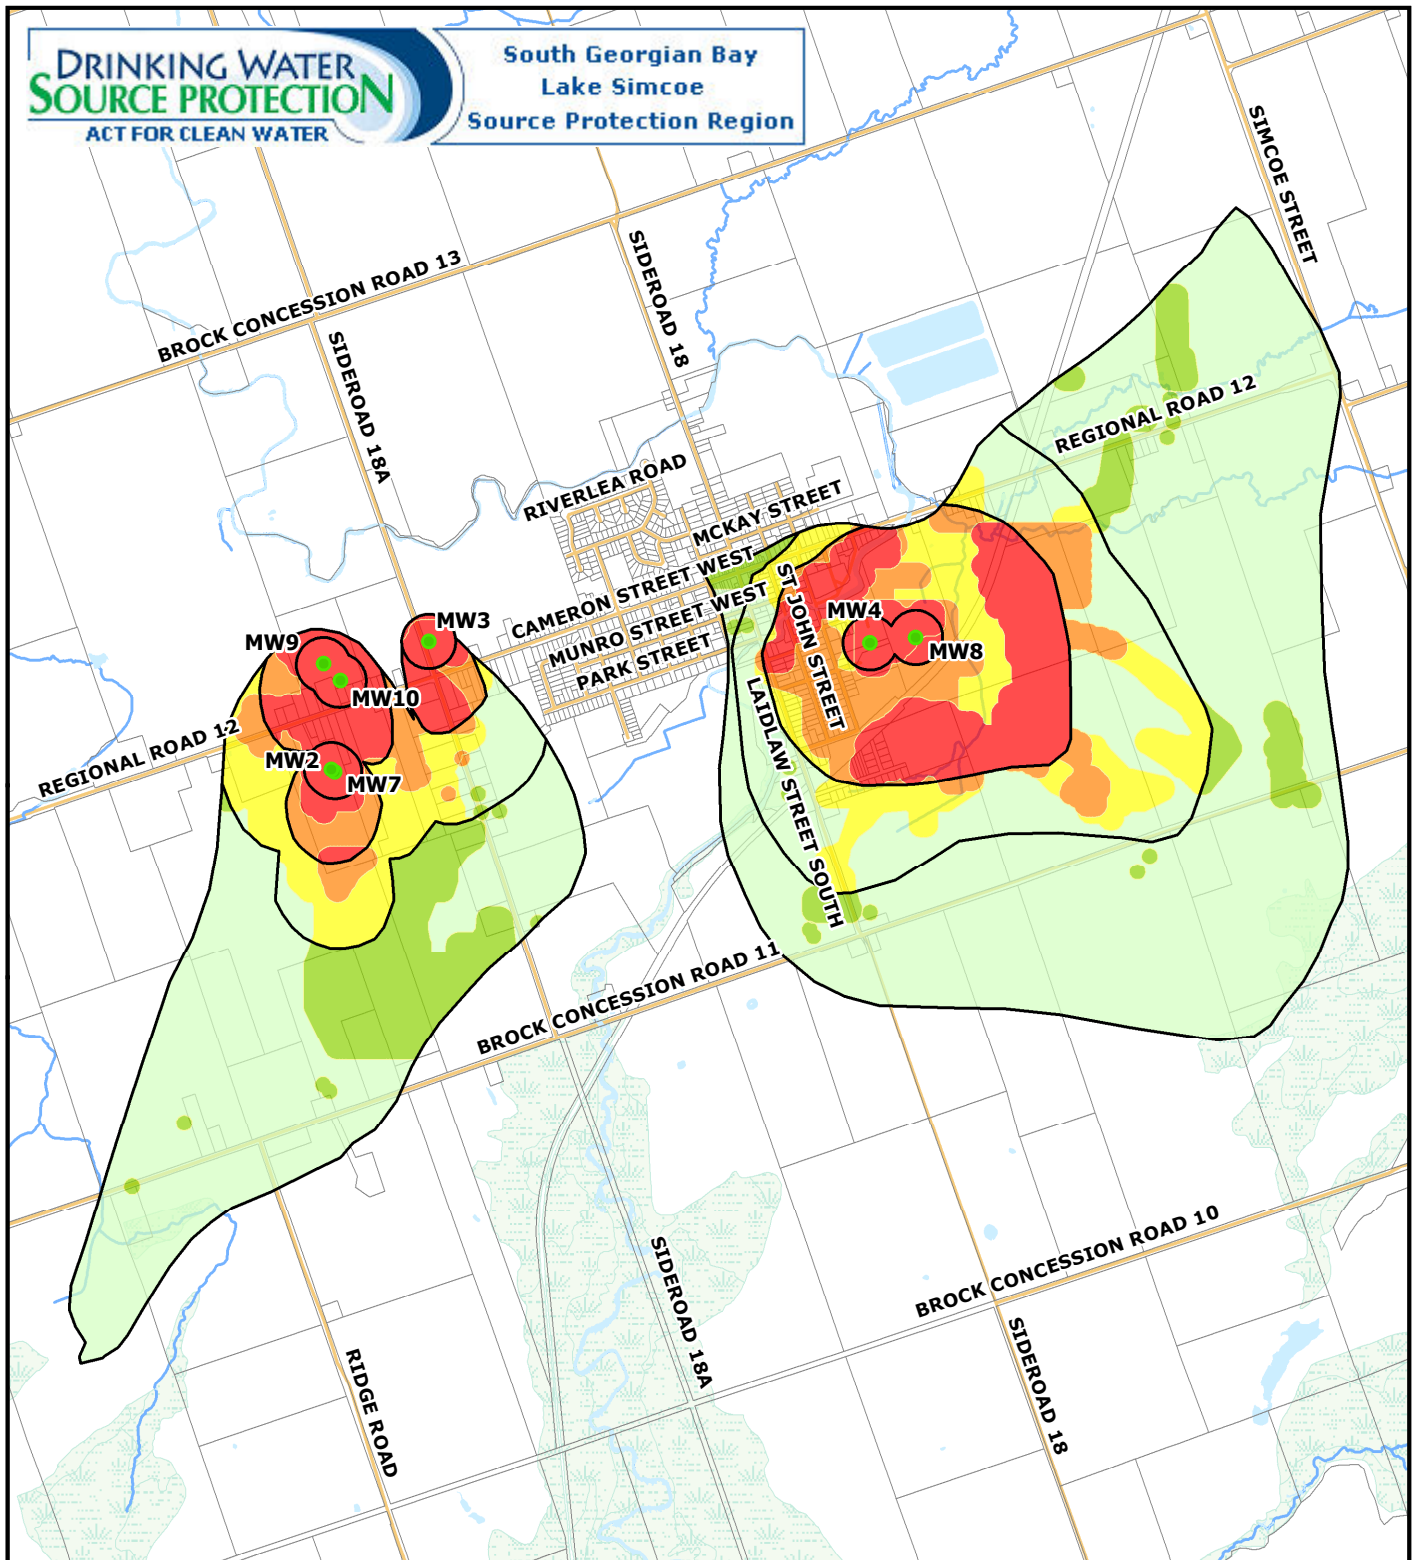 DRINKING WATER
SOURCE PROTECTION
ACT FOR CLEAN WATER
South Georgian Bay
Lake Simcoe
Source Protection Region
SIMCOE STREET
BROCK CONCESSION ROAD 13
SIDEROAD 18
SIDEROAD 18A
REGIONAL ROAD 12
RIVERLEA ROAD
MCKAY STREET
CAMERON STREET WEST
MUNRO STREET WEST
PARK STREET
ST JOHN STREET
MW3
MW4
MW9
MW8
MW10
REGIONAL ROAD 12
MW2
MW7
LAIDLAW STREET SOUTH
BROCK CONCESSION ROAD 11
BROCK CONCESSION ROAD 10
SIDEROAD 18A
SIDEROAD 18
RIDGE ROAD